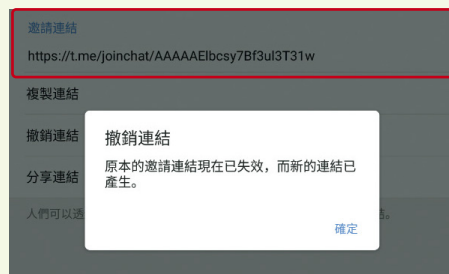 邀請連結
https://t.me/joinchat/AAAAAElbcsy7Bf3ul3T31w
複製連結
撤銷連結
撤銷連結
原本的邀請連結現在已失效，而新的連結已
產生。
分享連結
人們可以透
結。
確定